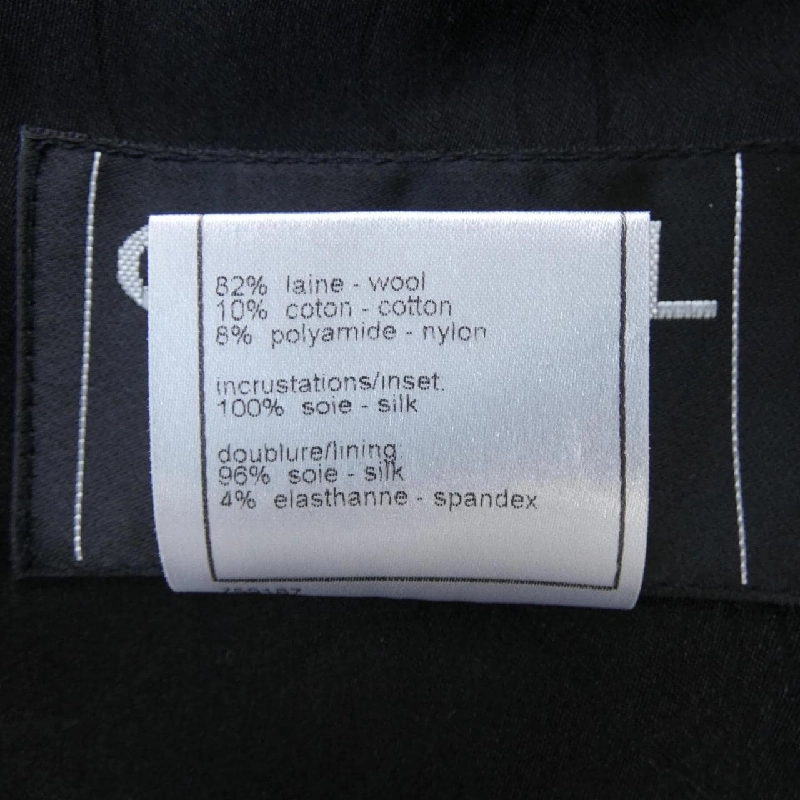 82% laine - wool
10% coton - cotton
8% polyamide - nylon
incrustations/inset:
100% soie - silk
doublure/lining
96% soie - silk
4% elasthanne - spandex